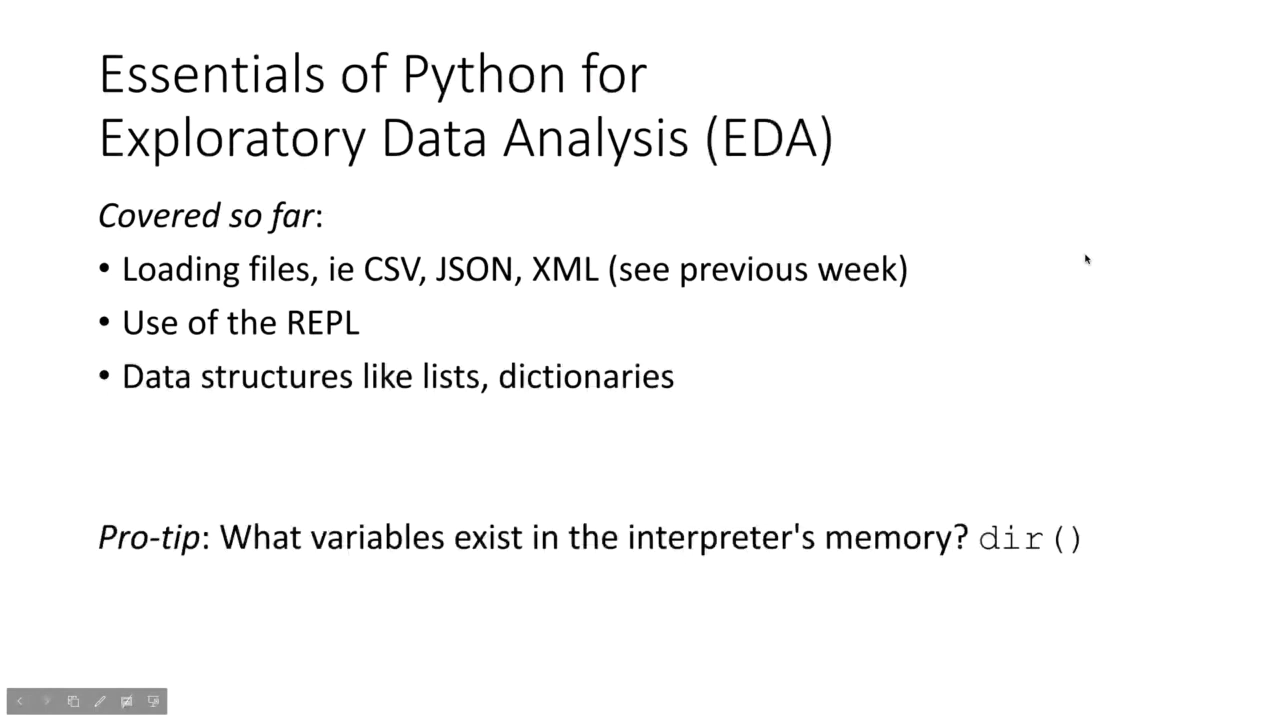 Essentials of Python for
Exploratory Data Analysis (EDA)
Covered so far:
• Loading files, ie CSV, JSON, XML (see previous week)
• Use of the REPL
• Data structures like lists, dictionaries
Pro-tip: What variables exist in the interpreter's memory? dir()